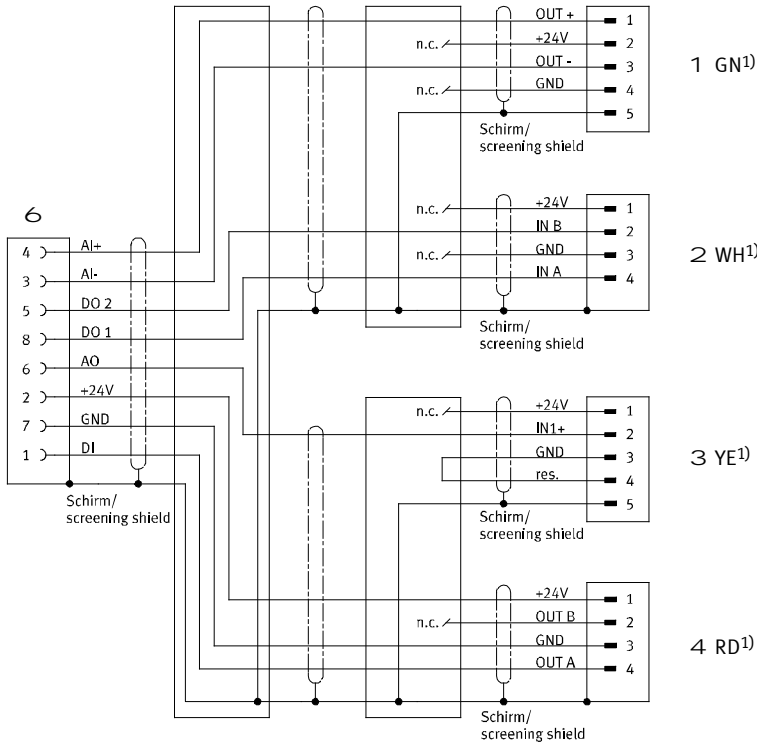 OUT +
1
n.c.
+24V
2
1 GN1)
OUT -
3
n.c.
GND
4
5
Schirm/
screening shield
n.c.
+24V
1
IN B
2
n.c.
GND
3
2 WH1)
IN A
4
Schirm/
screening shield
6
4
AI+
3
AI-
5
DO 2
8
DO 1
6
AO
2
+24V
7
GND
1
DI
Schirm/
screening shield
n.c.
+24V
1
IN1+
2
GND
3
3 YE1)
res.
4
5
Schirm/
screening shield
+24V
1
n.c.
OUT B
2
GND
3
4 RD1)
OUT A
4
Schirm/
screening shield